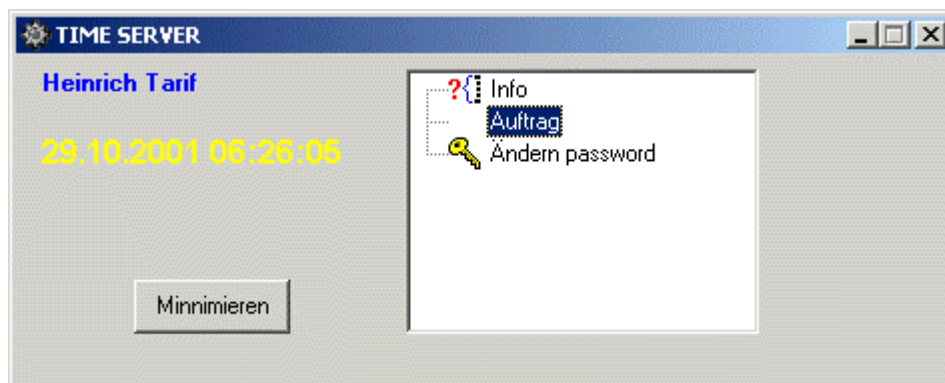 TIME SERVER
Heinrich Tarif
29.10.2001 06:26:05
Minnimieren
Info
Auftrag
Ändern password